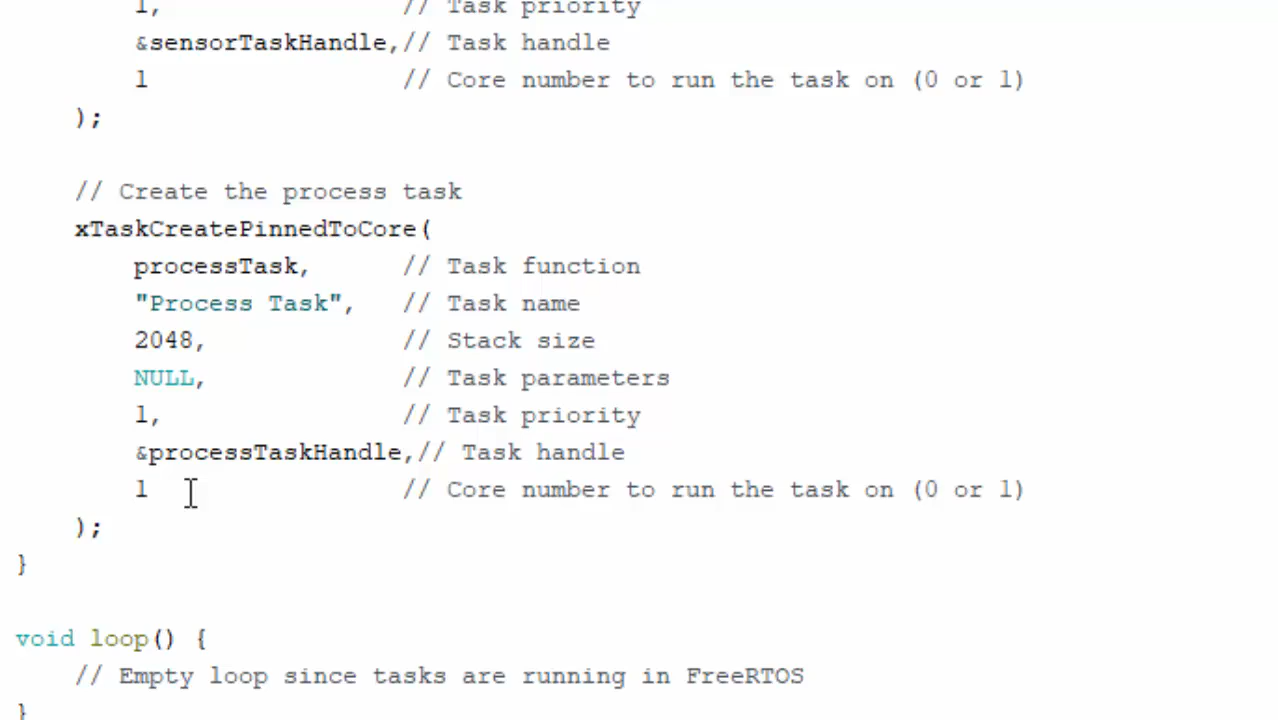 1,                // Task priority
&sensorTaskHandle,// Task handle
1                 // Core number to run the task on (0 or 1)
);
// Create the process task
xTaskCreatePinnedToCore(
processTask,      // Task function
"Process Task",   // Task name
2048,             // Stack size
NULL,             // Task parameters
1,                // Task priority
&processTaskHandle,// Task handle
1                 // Core number to run the task on (0 or 1)
);
}
void loop() {
// Empty loop since tasks are running in FreeRTOS
}